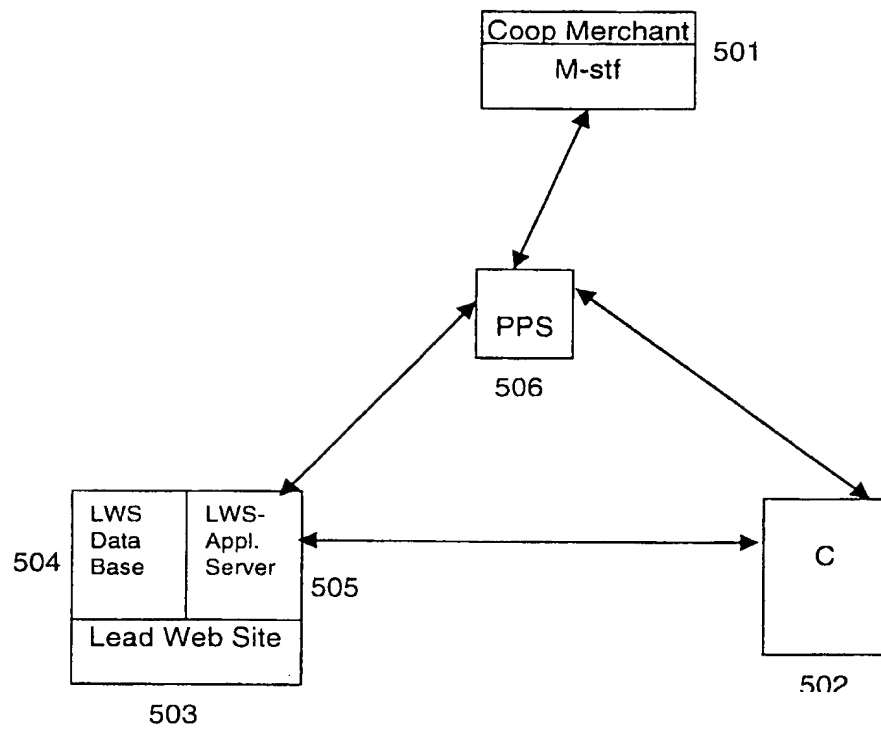 Coop Merchant
M-stf
501
PPS
506
LWS
Data
Base
LWS-
Appl.
Server
504
505
Lead Web Site
503
C
502